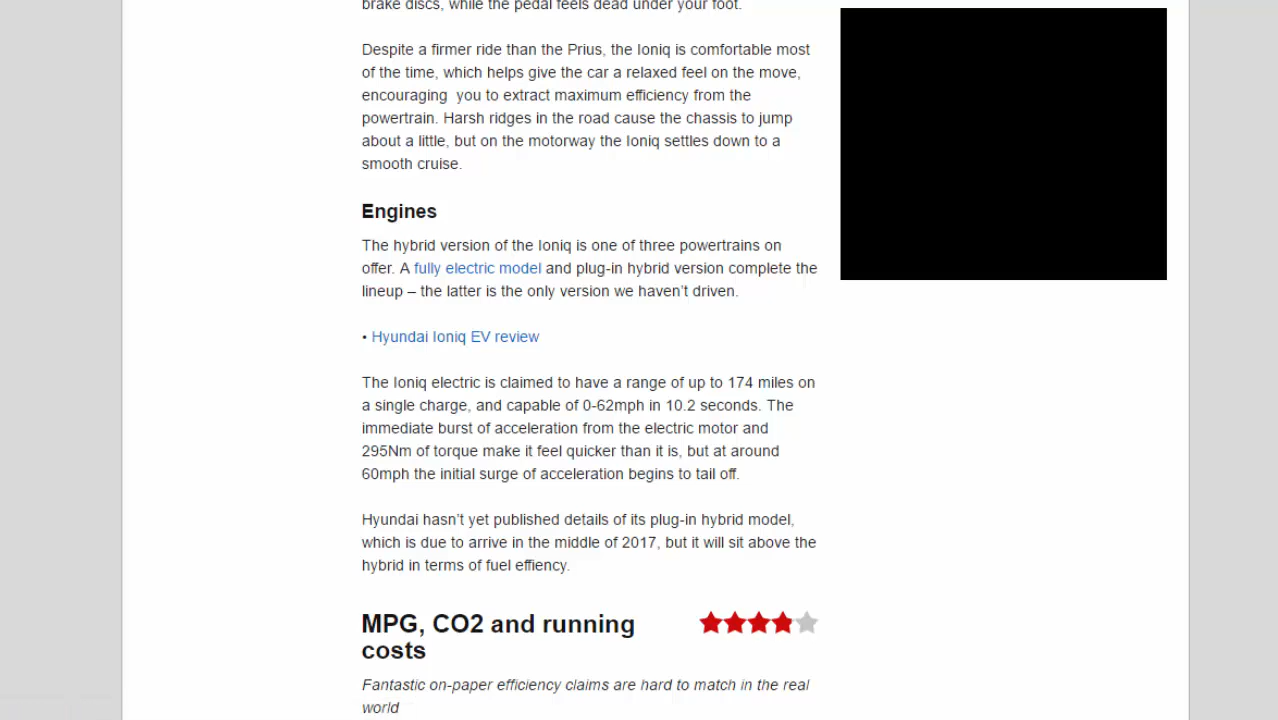 brake discs, while the pedal feels dead under your foot.
Despite a firmer ride than the Prius, the Ioniq is comfortable most
of the time, which helps give the car a relaxed feel on the move,
encouraging  you to extract maximum efficiency from the
powertrain. Harsh ridges in the road cause the chassis to jump
about a little, but on the motorway the Ioniq settles down to a
smooth cruise.
Engines
The hybrid version of the Ioniq is one of three powertrains on
offer. A fully electric model and plug-in hybrid version complete the
lineup – the latter is the only version we haven’t driven.
• Hyundai Ioniq EV review
The Ioniq electric is claimed to have a range of up to 174 miles on
a single charge, and capable of 0-62mph in 10.2 seconds. The
immediate burst of acceleration from the electric motor and
295Nm of torque make it feel quicker than it is, but at around
60mph the initial surge of acceleration begins to tail off.
Hyundai hasn’t yet published details of its plug-in hybrid model,
which is due to arrive in the middle of 2017, but it will sit above the
hybrid in terms of fuel effiency.
MPG, CO2 and running
costs
Fantastic on-paper efficiency claims are hard to match in the real
world